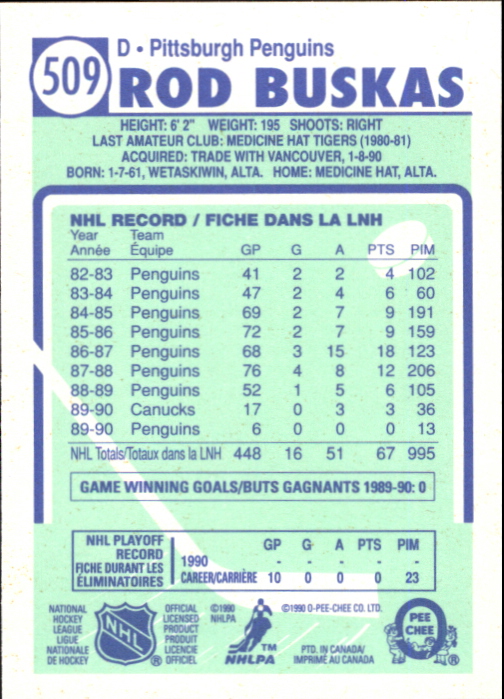 509
D • Pittsburgh Penguins
ROD BUSKAS
HEIGHT: 6' 2" WEIGHT: 195 SHOOTS: RIGHT
LAST AMATEUR CLUB: MEDICINE HAT TIGERS (1980-81)
ACQUIRED: TRADE WITH VANCOUVER, 1-8-90
BORN: 1-7-61, WETASKIWIN, ALTA. HOME: MEDICINE HAT, ALTA.
NHL RECORD / FICHE DANS LA LNH
Year Team
Année Équipe GP G A PTS PIM
82-83 Penguins 41 2 2 4 102
83-84 Penguins 47 2 4 6 60
84-85 Penguins 69 2 7 9 191
85-86 Penguins 72 2 7 9 159
86-87 Penguins 68 3 15 18 123
87-88 Penguins 76 4 8 12 206
88-89 Penguins 52 1 5 6 105
89-90 Canucks 17 0 3 3 36
89-90 Penguins 6 0 0 0 13
NHL Totals/Totaux dans la LNH 448 16 51 67 995
GAME WINNING GOALS/BUTS GAGNANTS 1989-90: 0
NHL PLAYOFF
RECORD
FICHE DURANT LES
ÉLIMINATOIRES
GP G A PTS PIM
1990 - - - - -
CAREER/CARRIÈRE 10 0 0 0 23
NATIONAL
HOCKEY
LEAGUE
LIGUE
NATIONALE
DE HOCKEY
NHL
®
OFFICIAL
LICENSED
PRODUCT
PRODUIT
LICENCIE
OFFICIEL
©1990
NHLPA
TM
NHLPA
©1990 O-PEE-CHEE CO. LTD.
PTD. IN CANADA/
IMPRIMÉ AU CANADA
O
PEE
CHEE
®